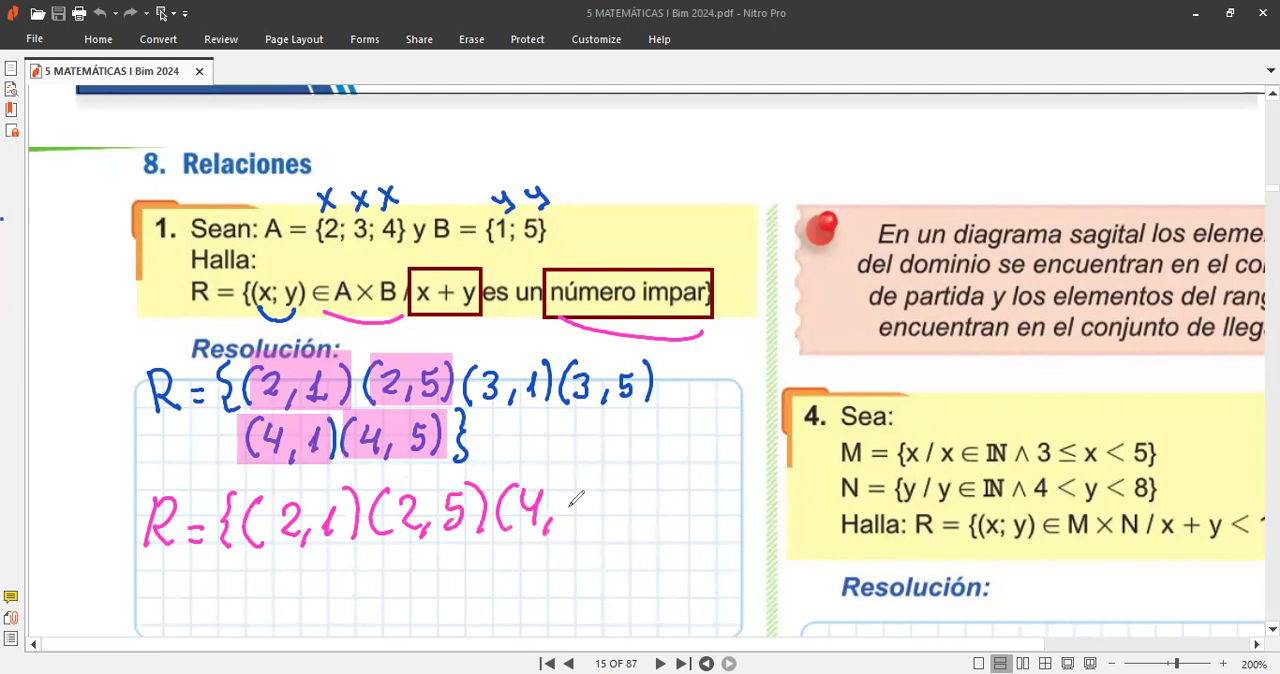 5 MATEMÁTICAS I Bim 2024.pdf - Nitro Pro
File Home Convert Review Page Layout Forms Share Erase Protect Customize Help
5 MATEMÁTICAS I Bim 2024
8. Relaciones
x x x y y
1. Sean: A = {2; 3; 4} y B = {1; 5}
Halla:
R = {(x; y) ∈ A × B / x + y es un número impar}
Resolución:
R = {(2,1) (2,5) (3,1) (3,5)
(4,1) (4,5)}
R = {(2,1) (2,5) (4,
En un diagrama sagital los eleme
del dominio se encuentran en el co
de partida y los elementos del ran
encuentran en el conjunto de lleg
4. Sea:
M = {x / x ∈ ℕ ∧ 3 ≤ x < 5}
N = {y / y ∈ ℕ ∧ 4 < y < 8}
Halla: R = {(x; y) ∈ M × N / x + y <
Resolución:
15 OF 87
200%